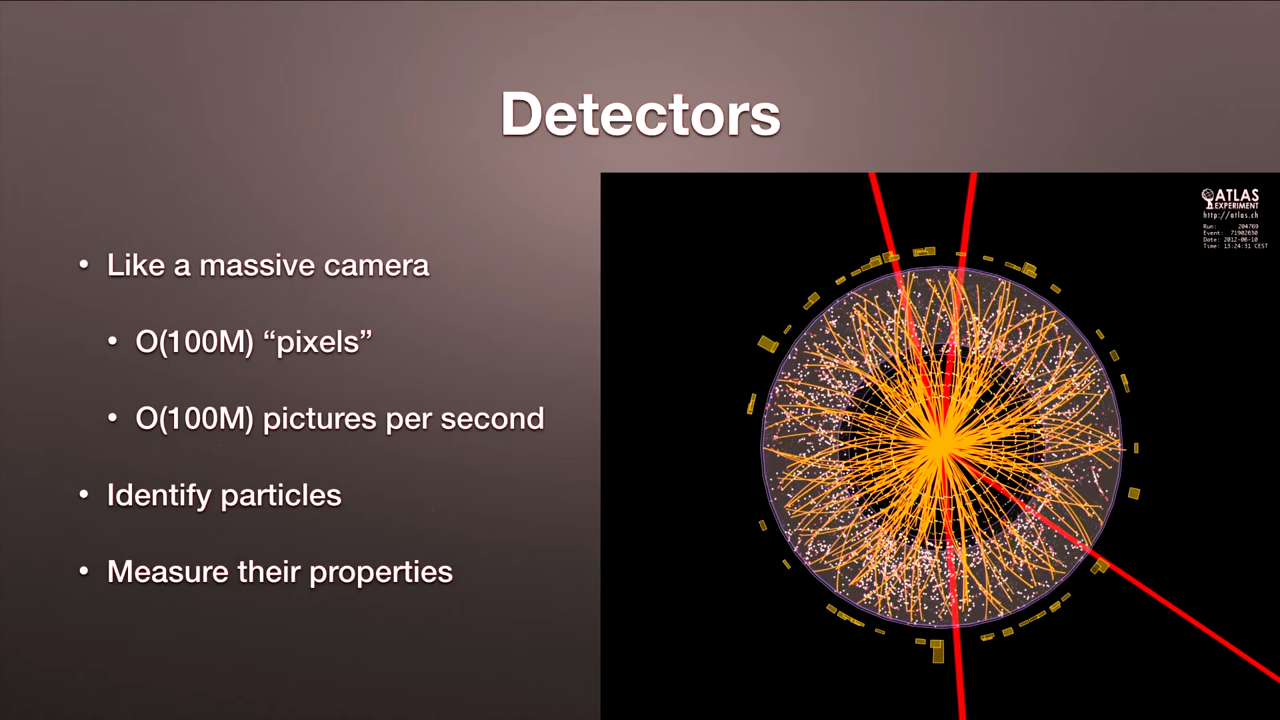 Detectors
• Like a massive camera
• O(100M) “pixels”
• O(100M) pictures per second
• Identify particles
• Measure their properties
ATLAS
EXPERIMENT
http://atlas.ch
Run: 204769
Event: 71902630
Date: 2012-06-10
Time: 13:24:31 CEST